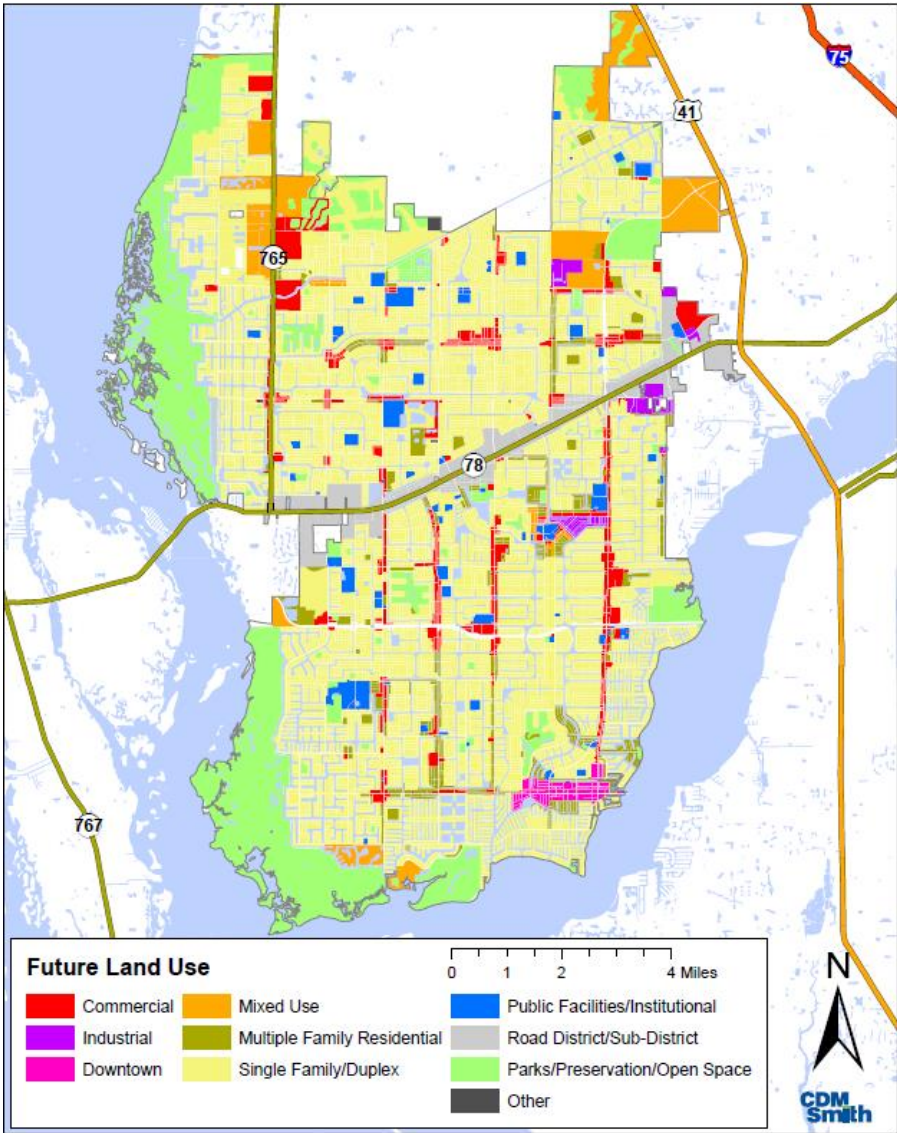 75
41
765
78
767
Future Land Use
Commercial
Industrial
Downtown
Mixed Use
Multiple Family Residential
Single Family/Duplex
0 1 2 4 Miles
Public Facilities/Institutional
Road District/Sub-District
Parks/Preservation/Open Space
Other
N
CDM
Smith